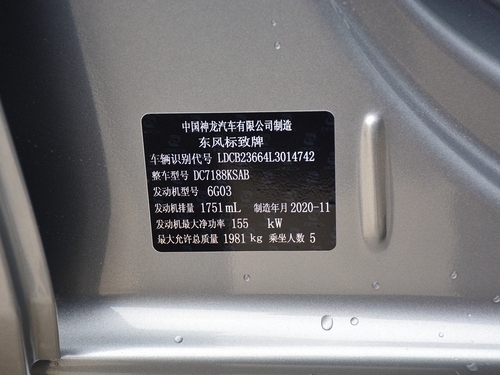 中国神龙汽车有限公司制造
东风标致牌
车辆识别代号 LDCB23664L3014742
整车型号 DC7188KSAB
发动机型号 6G03
发动机排量 1751mL 制造年月 2020-11
发动机最大净功率 155 kW
最大允许总质量 1981 kg 乘坐人数 5